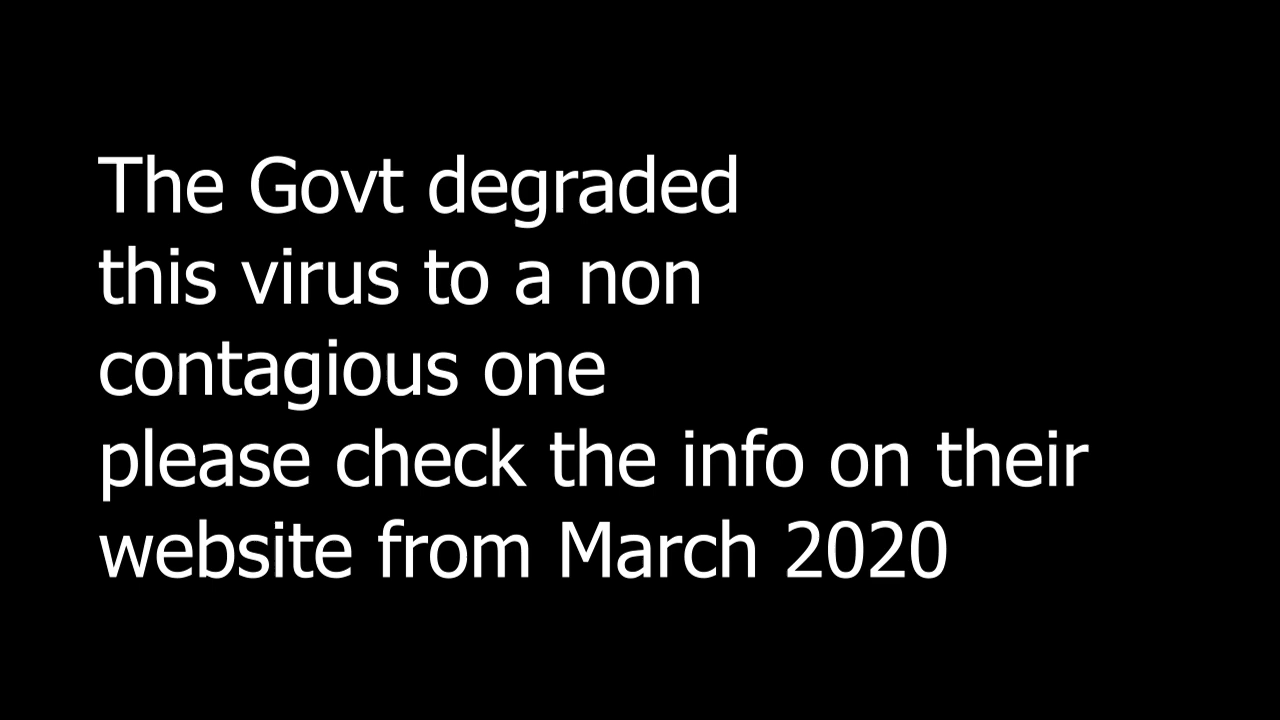 The Govt degraded
this virus to a non
contagious one
please check the info on their
website from March 2020